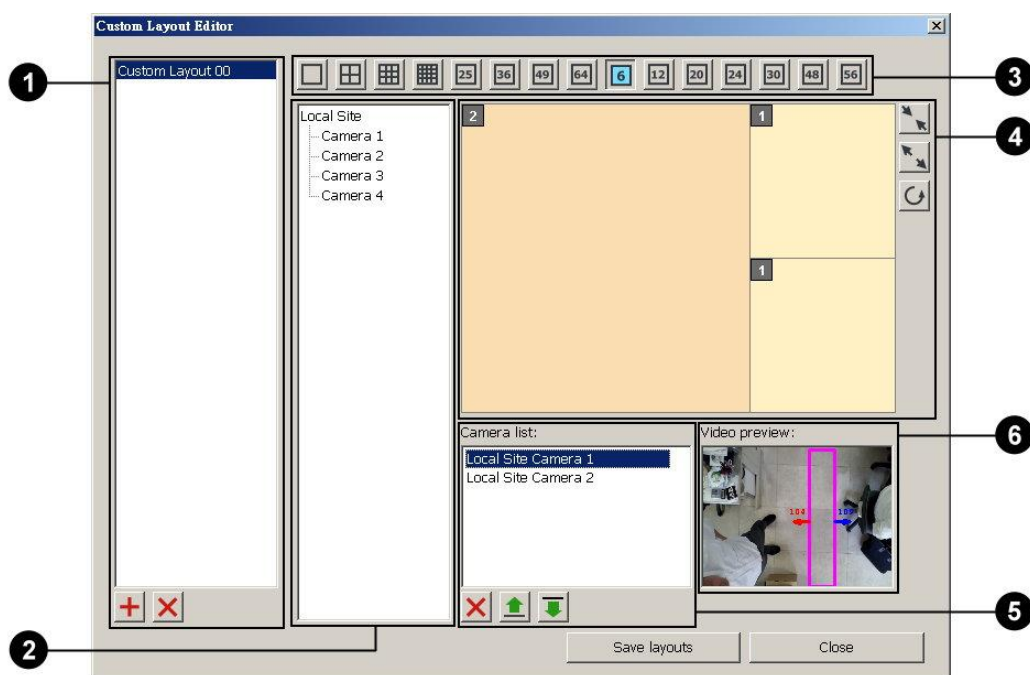 Custom Layout Editor
1
Custom Layout 00
25 36 49 64 6 12 20 24 30 48 56
3
Local Site
Camera 1
Camera 2
Camera 3
Camera 4
2
1
1
4
Camera list:
Local Site Camera 1
Local Site Camera 2
Video preview:
104
109
6
5
2
Save layouts
Close